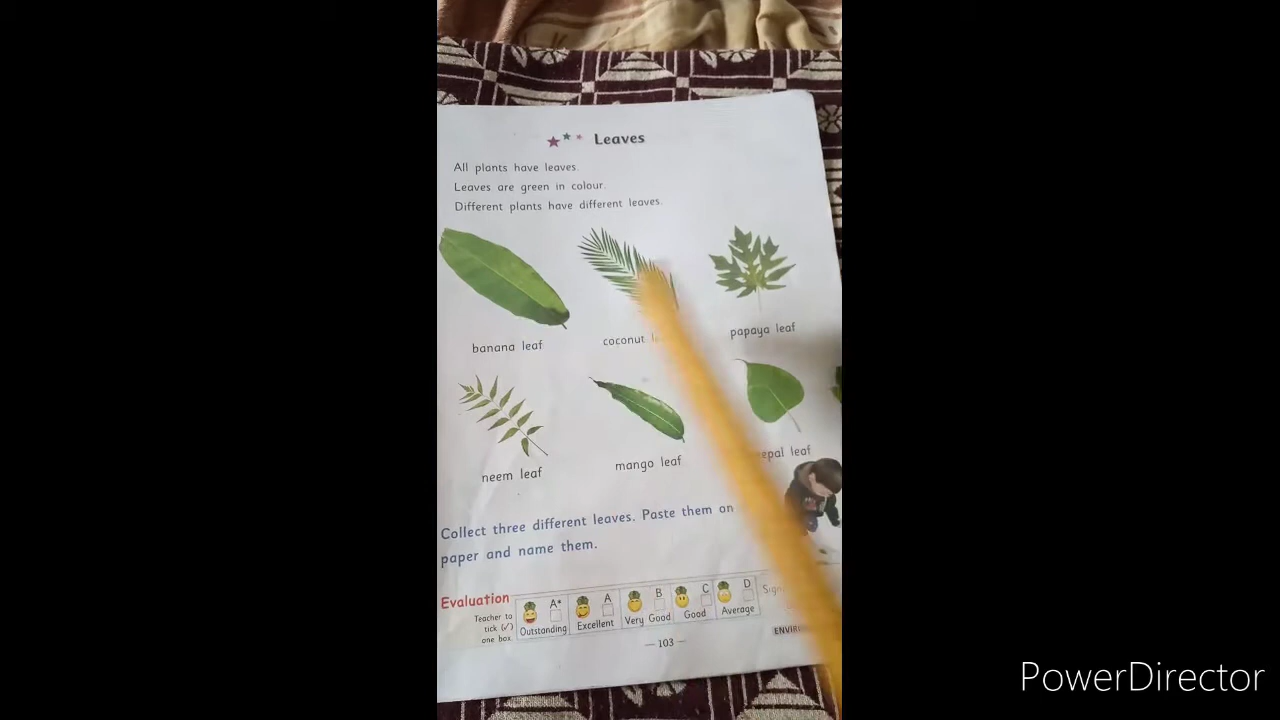 Leaves
All plants have leaves.
Leaves are green in colour.
Different plants have different leaves.
banana leaf
coconut
papaya leaf
neem leaf
mango leaf
leaf
Collect three different leaves. Paste them on
paper and name them.
Evaluation
Teacher to
tick (✓)
one box.
A*
Outstanding
A
Excellent
B
Very Good
C
Good
D
Average
— 103 —
PowerDirector